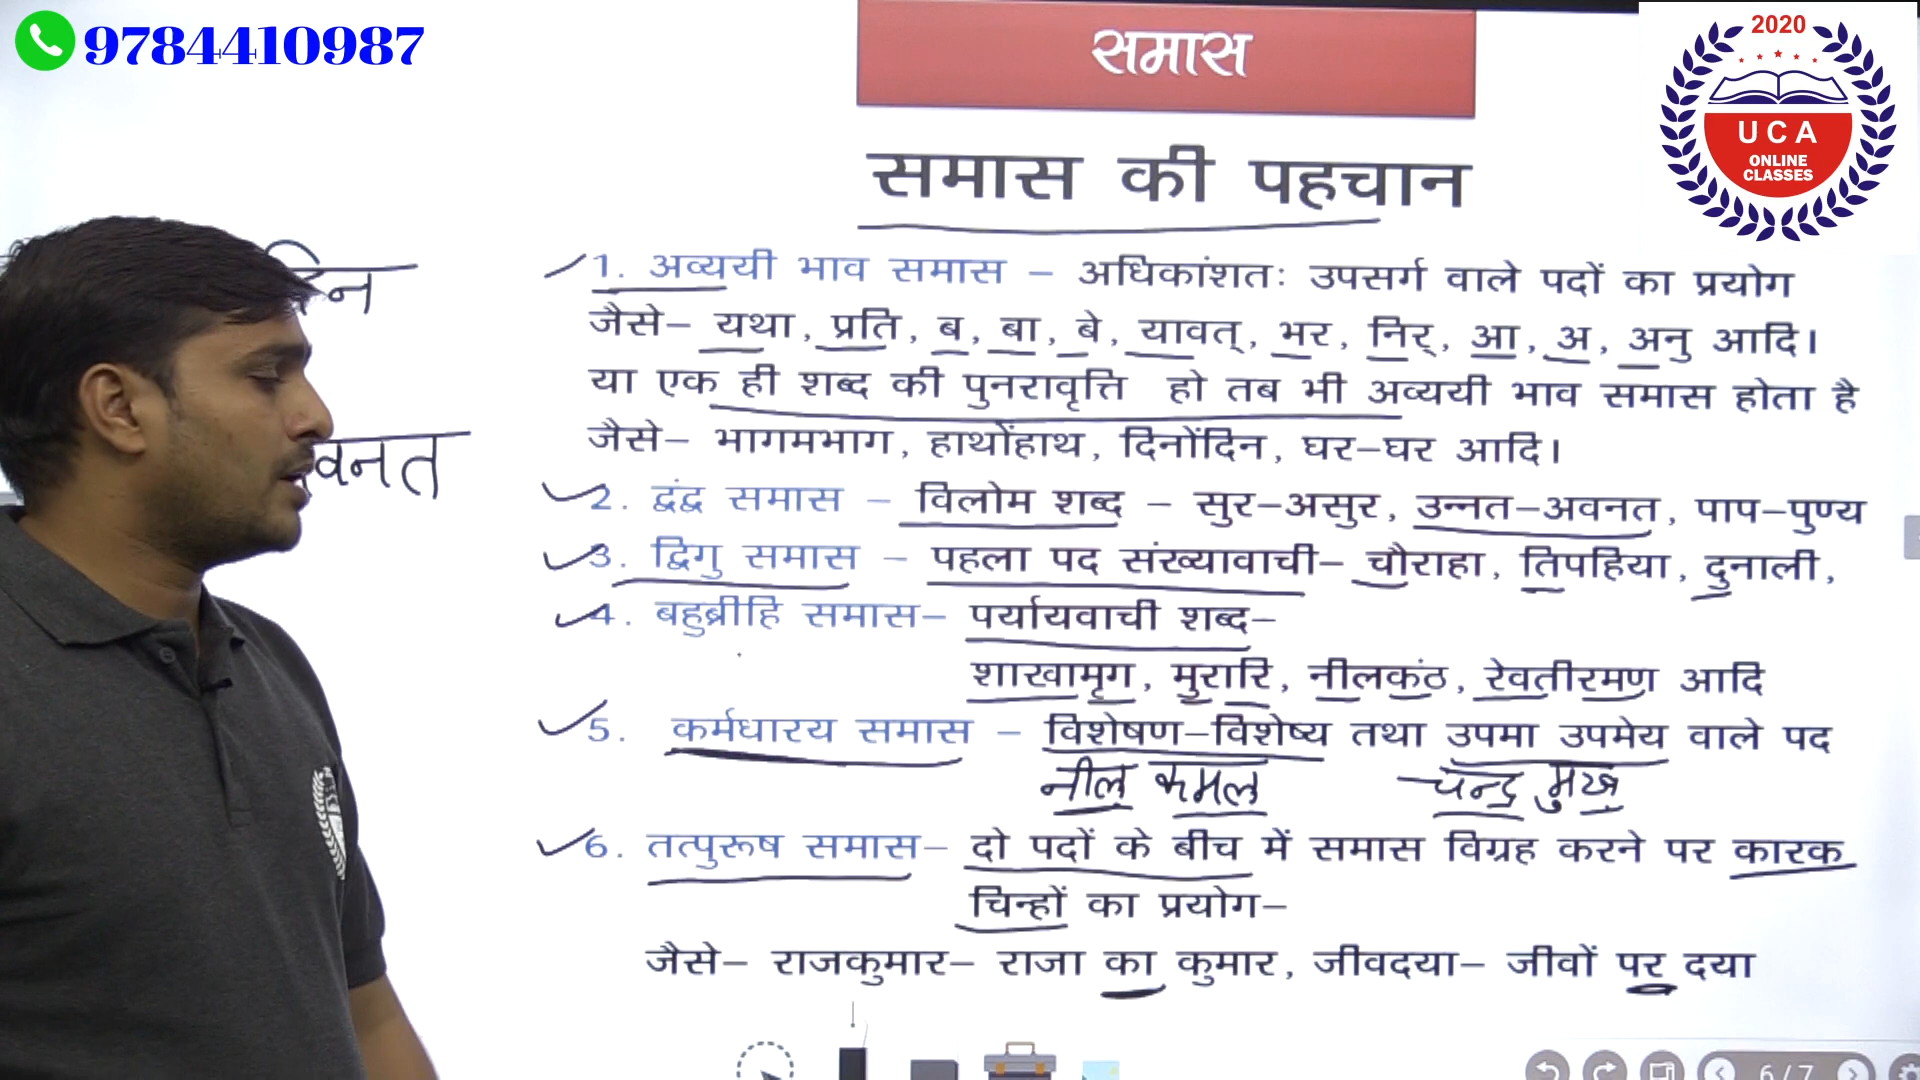 9784410987
समास
2020
U C A
ONLINE
CLASSES
समास की पहचान
1. अव्ययी भाव समास – अधिकांशतः उपसर्ग वाले पदों का प्रयोग
जैसे– यथा, प्रति, ब, बा, बे, यावत्, भर, निर्, आ, अ, अनु आदि।
या एक ही शब्द की पुनरावृत्ति हो तब भी अव्ययी भाव समास होता है
जैसे– भागमभाग, हाथोंहाथ, दिनोंदिन, घर–घर आदि।
वनत
2. द्वंद्व समास – विलोम शब्द – सुर–असुर, उन्नत–अवनत, पाप–पुण्य
3. द्विगु समास – पहला पद संख्यावाची– चौराहा, तिपहिया, दुनाली,
4. बहुब्रीहि समास– पर्यायवाची शब्द–
शाखामृग, मुरारि, नीलकंठ, रेवतीरमण आदि
5. कर्मधारय समास – विशेषण–विशेष्य तथा उपमा उपमेय वाले पद
नील कमल चन्द्र मुख
6. तत्पुरूष समास– दो पदों के बीच में समास विग्रह करने पर कारक
चिन्हों का प्रयोग–
जैसे– राजकुमार– राजा का कुमार, जीवदया– जीवों पर दया
6/7